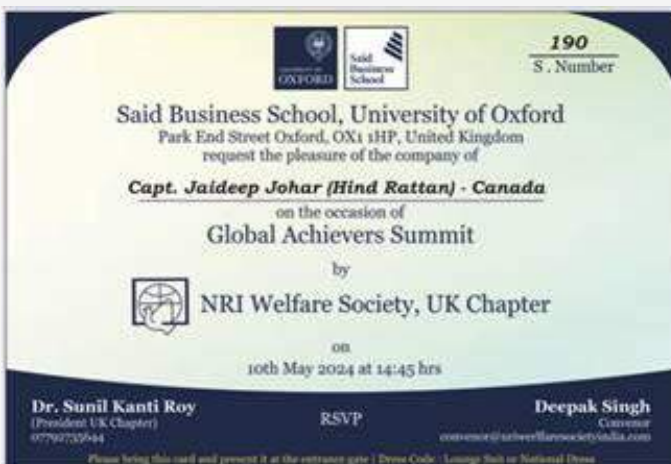 UNIVERSITY OF
OXFORD
Saïd
Business
School
190
S . Number
Said Business School, University of Oxford
Park End Street Oxford, OX1 1HP, United Kingdom
request the pleasure of the company of
Capt. Jaideep Johar (Hind Rattan) - Canada
on the occasion of
Global Achievers Summit
by
NRI Welfare Society, UK Chapter
on
10th May 2024 at 14:45 hrs
Dr. Sunil Kanti Roy
(President UK Chapter)
RSVP
Deepak Singh
Convenor
Please bring this card and present it at the entrance gate | Dress Code : Lounge Suit or National Dress